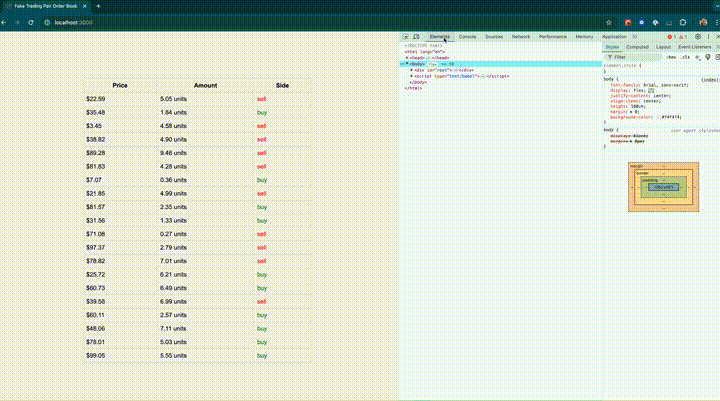 Fake Trading Pair Order Book
localhost:3000
Price Amount Side
$22.59 5.05 units sell
$35.48 1.84 units buy
$3.45 4.58 units sell
$38.82 4.90 units sell
$89.28 9.46 units sell
$81.83 4.28 units sell
$7.07 0.36 units buy
$21.85 4.99 units sell
$81.57 2.35 units buy
$31.56 1.33 units buy
$71.08 0.27 units sell
$97.37 2.79 units sell
$78.82 7.01 units sell
$25.72 6.21 units buy
$60.73 6.49 units buy
$39.58 6.99 units sell
$60.11 2.57 units buy
$48.06 7.11 units buy
$78.01 5.03 units buy
$99.05 5.55 units buy
Elements Console Sources Network Performance Memory Application
<!DOCTYPE html>
<html lang="en">
<head>…</head>
<body> flex == $0
<div id="root">…</div>
<script type="text/babel">…</script>
</body>
</html>
Styles Computed Layout Event Listeners
Filter :hov .cls
element.style {
}
body {
font-family: Arial, sans-serif;
display: flex;
justify-content: center;
align-items: center;
height: 100vh;
margin: 0;
background-color: #f4f4f4;
}
body { user agent stylesheet
display: block;
margin: 8px;
}
margin
border
padding